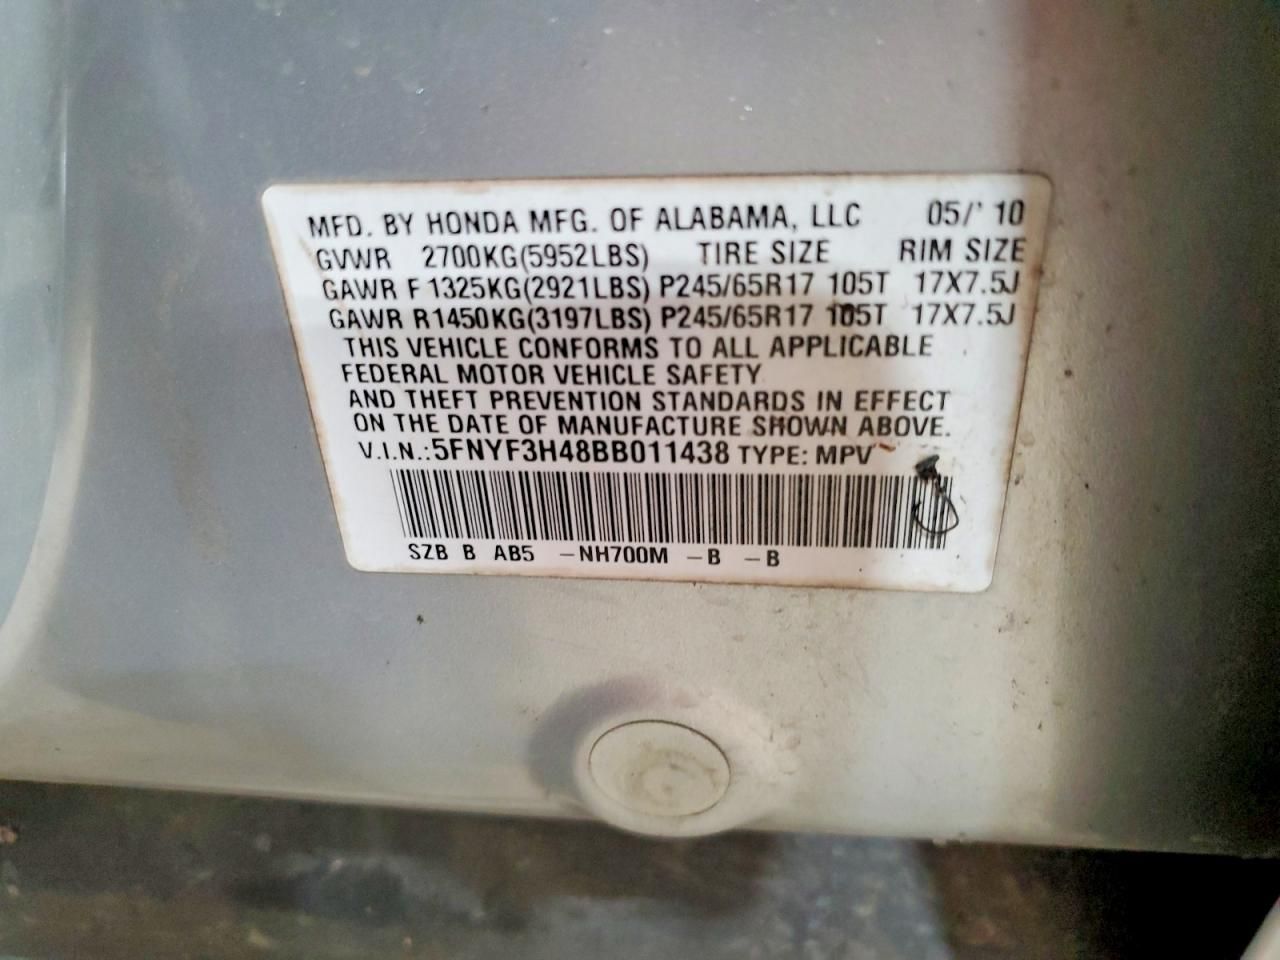 MFD. BY HONDA MFG. OF ALABAMA, LLC 05/'10
GVWR 2700KG(5952LBS) TIRE SIZE RIM SIZE
GAWR F 1325KG(2921LBS) P245/65R17 105T 17X7.5J
GAWR R1450KG(3197LBS) P245/65R17 105T 17X7.5J
THIS VEHICLE CONFORMS TO ALL APPLICABLE
FEDERAL MOTOR VEHICLE SAFETY
AND THEFT PREVENTION STANDARDS IN EFFECT
ON THE DATE OF MANUFACTURE SHOWN ABOVE.
V.I.N.:5FNYF3H48BB011438 TYPE: MPV
SZB B AB5 -NH700M -B -B